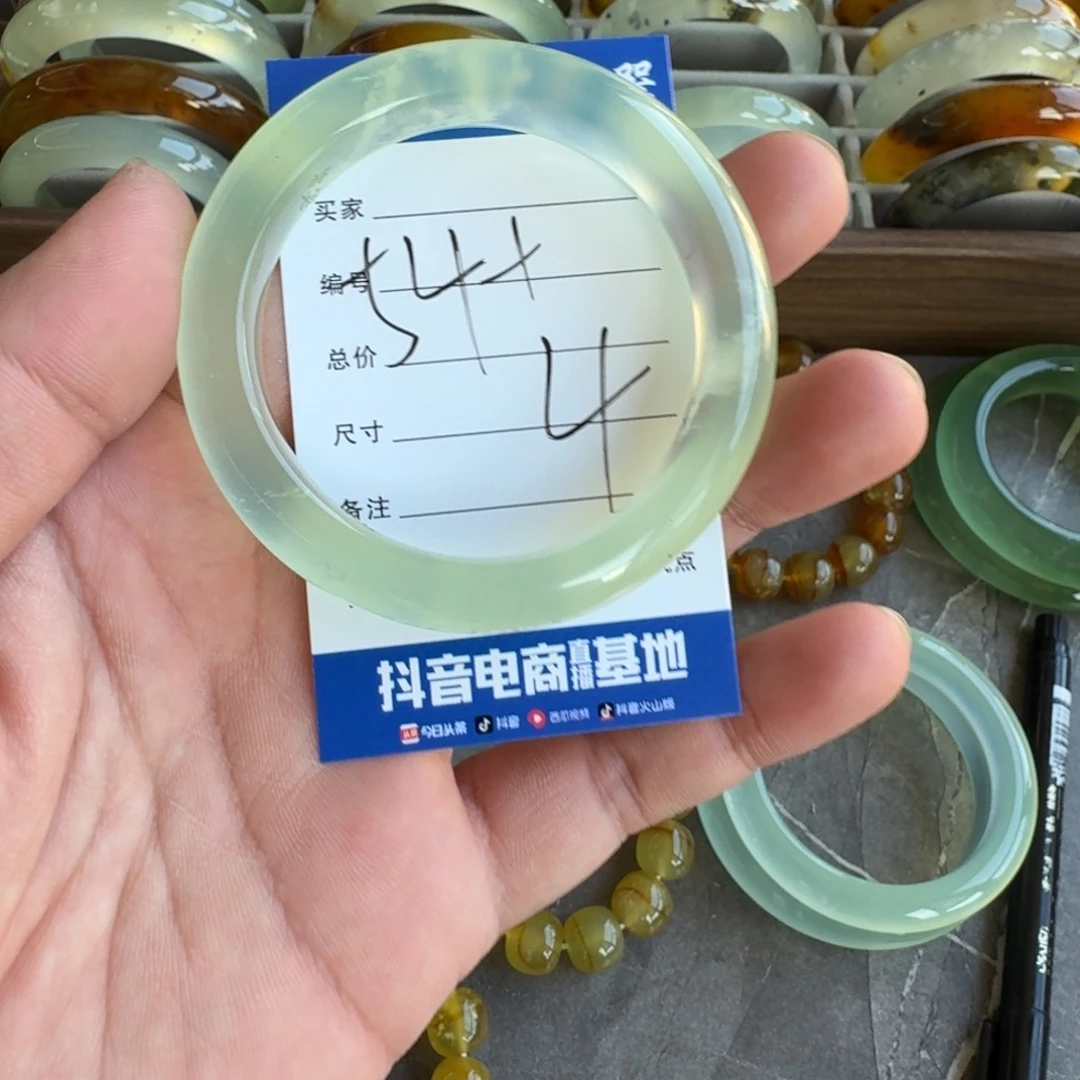 买家
编号
总价
尺寸 4
备注
点
抖音电商直播基地
今日头条 抖音 西瓜视频 抖音火山版